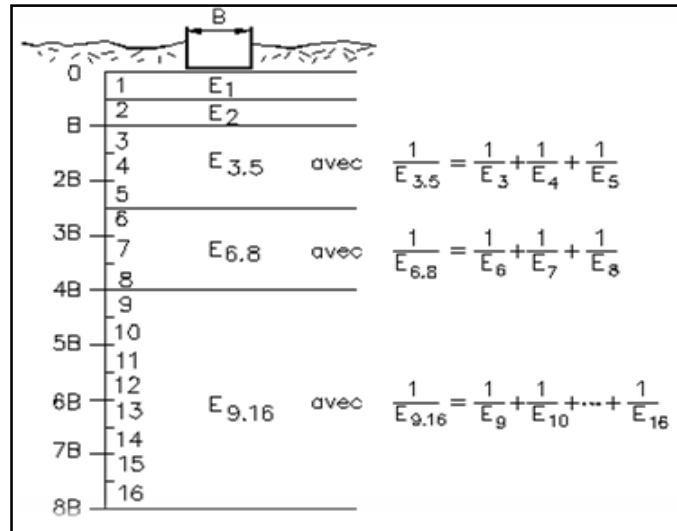 B
0
1 E₁
2 E₂
B
3
E₃.₅ avec 1/E₃.₅ = 1/E₃ + 1/E₄ + 1/E₅
4
2B
5
6
3B
7 E₆.₈ avec 1/E₆.₈ = 1/E₆ + 1/E₇ + 1/E₈
8
4B
9
10
5B
11
12
6B
13 E₉.₁₆ avec 1/E₉.₁₆ = 1/E₉ + 1/E₁₀ + ... + 1/E₁₆
14
7B
15
16
8B